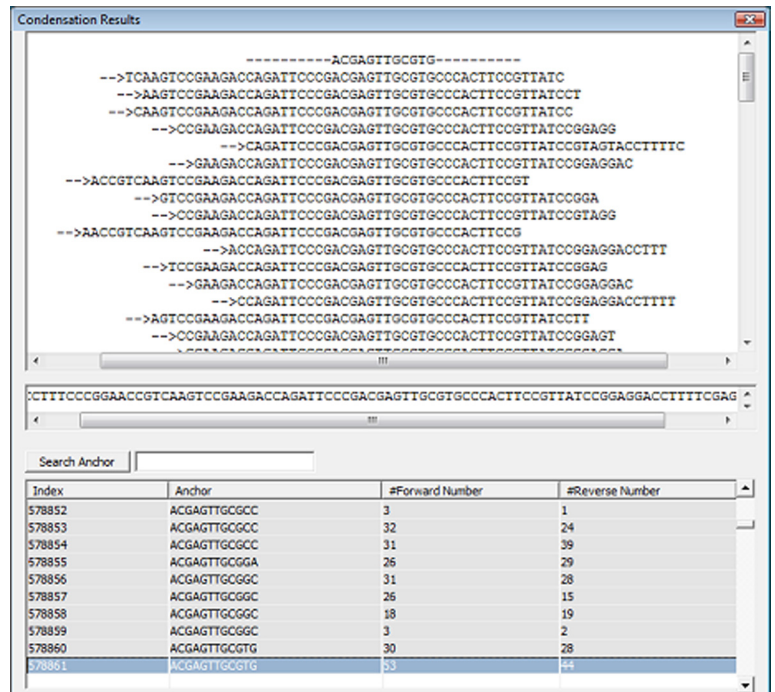 Condensation Results
----------ACGAGTTGCGTG----------
-->TCAAGTCCGAAGACCAGATTCCCGACGAGTTGCGTGCCCACTTCCGTTATC
-->AAGTCCGAAGACCAGATTCCCGACGAGTTGCGTGCCCACTTCCGTTATCCT
-->CAAGTCCGAAGACCAGATTCCCGACGAGTTGCGTGCCCACTTCCGTTATCC
-->CCGAAGACCAGATTCCCGACGAGTTGCGTGCCCACTTCCGTTATCCGGAGG
-->CAGATTCCCGACGAGTTGCGTGCCCACTTCCGTTATCCGTAGTACCTTTTC
-->GAAGACCAGATTCCCGACGAGTTGCGTGCCCACTTCCGTTATCCGGAGGAC
-->ACCGTCAAGTCCGAAGACCAGATTCCCGACGAGTTGCGTGCCCACTTCCGT
-->GTCCGAAGACCAGATTCCCGACGAGTTGCGTGCCCACTTCCGTTATCCGGA
-->CCGAAGACCAGATTCCCGACGAGTTGCGTGCCCACTTCCGTTATCCGTAGG
-->AACCGTCAAGTCCGAAGACCAGATTCCCGACGAGTTGCGTGCCCACTTCCG
-->ACCAGATTCCCGACGAGTTGCGTGCCCACTTCCGTTATCCGGAGGACCTTT
-->TCCGAAGACCAGATTCCCGACGAGTTGCGTGCCCACTTCCGTTATCCGGAG
-->GAAGACCAGATTCCCGACGAGTTGCGTGCCCACTTCCGTTATCCGGAGGAC
-->CCAGATTCCCGACGAGTTGCGTGCCCACTTCCGTTATCCGGAGGACCTTTT
-->AGTCCGAAGACCAGATTCCCGACGAGTTGCGTGCCCACTTCCGTTATCCTT
-->CCGAAGACCAGATTCCCGACGAGTTGCGTGCCCACTTCCGTTATCCGGAGT
CCTTTCCCGGAACCGTCAAGTCCGAAGACCAGATTCCCGACGAGTTGCGTGCCCACTTCCGTTATCCGGAGGACCTTTTCGAG
Search Anchor
Index Anchor #Forward Number #Reverse Number
578852 ACGAGTTGCGCC 3 1
578853 ACGAGTTGCGCC 32 24
578854 ACGAGTTGCGCC 31 39
578855 ACGAGTTGCGGA 26 29
578856 ACGAGTTGCGGC 31 28
578857 ACGAGTTGCGGC 26 15
578858 ACGAGTTGCGGC 18 19
578859 ACGAGTTGCGGC 3 2
578860 ACGAGTTGCGTG 30 28
578861 ACGAGTTGCGTG 53 44